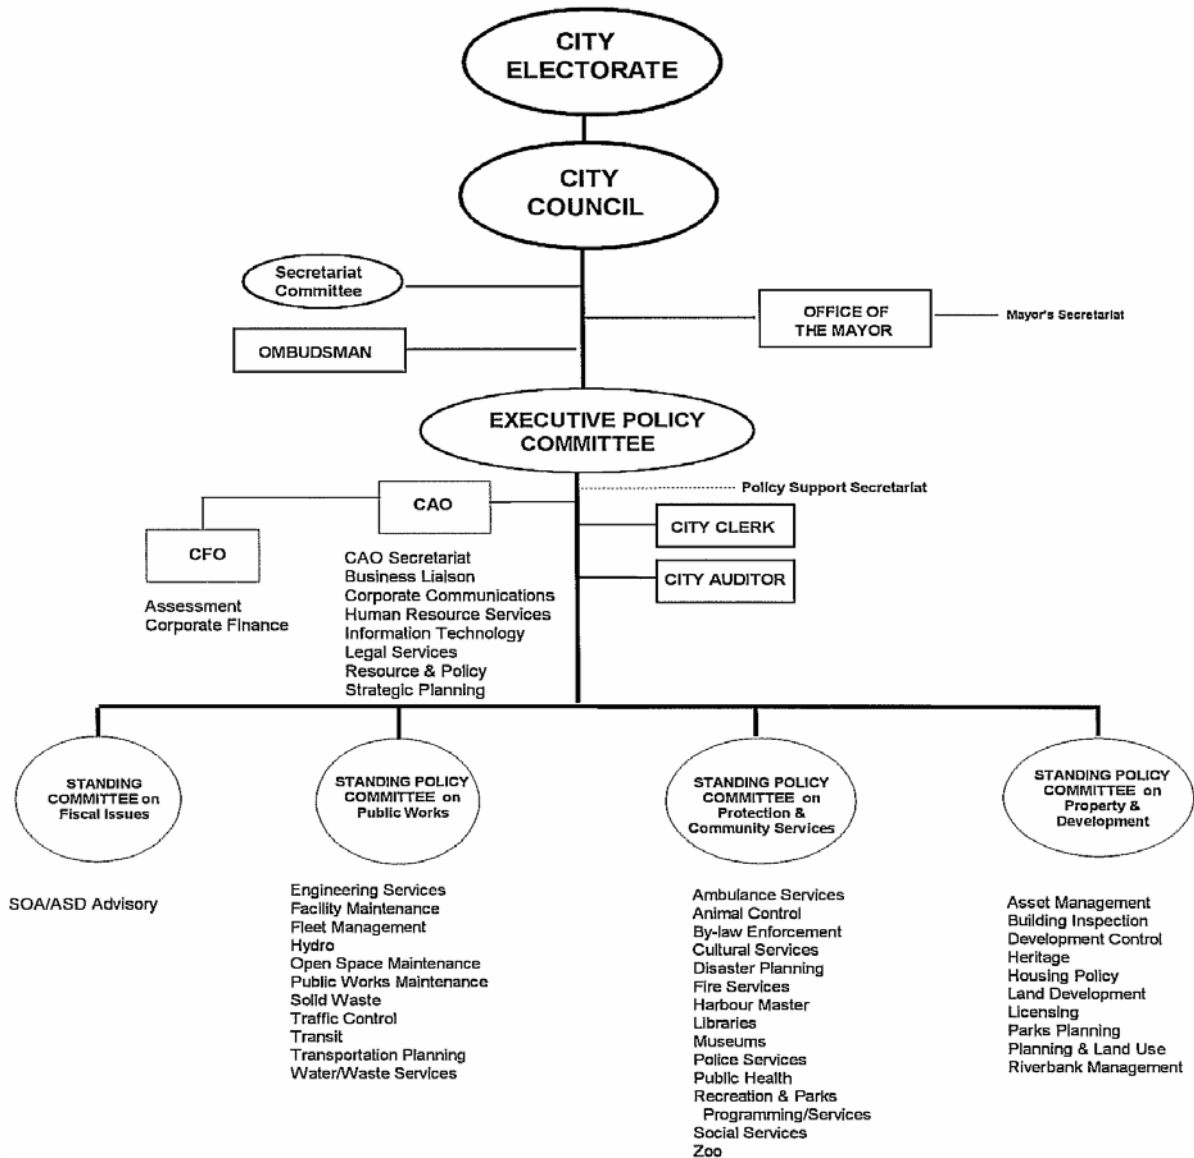 CITY
ELECTORATE
CITY
COUNCIL
Secretariat
Committee
OFFICE OF
THE MAYOR
Mayor's Secretariat
OMBUDSMAN
EXECUTIVE POLICY
COMMITTEE
Policy Support Secretariat
CAO
CITY CLERK
CFO
CITY AUDITOR
CAO Secretariat
Business Liaison
Corporate Communications
Human Resource Services
Information Technology
Legal Services
Resource & Policy
Strategic Planning
Assessment
Corporate Finance
STANDING
COMMITTEE on
Fiscal Issues
STANDING POLICY
COMMITTEE on
Public Works
STANDING POLICY
COMMITTEE on
Protection &
Community Services
STANDING POLICY
COMMITTEE on
Property &
Development
SOA/ASD Advisory
Engineering Services
Facility Maintenance
Fleet Management
Hydro
Open Space Maintenance
Public Works Maintenance
Solid Waste
Traffic Control
Transit
Transportation Planning
Water/Waste Services
Ambulance Services
Animal Control
By-law Enforcement
Cultural Services
Disaster Planning
Fire Services
Harbour Master
Libraries
Museums
Police Services
Public Health
Recreation & Parks
Programming/Services
Social Services
Zoo
Asset Management
Building Inspection
Development Control
Heritage
Housing Policy
Land Development
Licensing
Parks Planning
Planning & Land Use
Riverbank Management